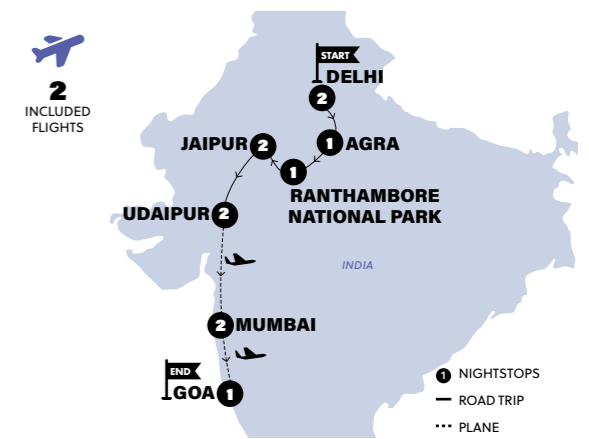 2
INCLUDED
FLIGHTS
START
DELHI
2
1 AGRA
JAIPUR 2
1
RANTHAMBORE
NATIONAL PARK
UDAIPUR 2
INDIA
2 MUMBAI
END
GOA 1
1 NIGHTSTOPS
ROAD TRIP
PLANE